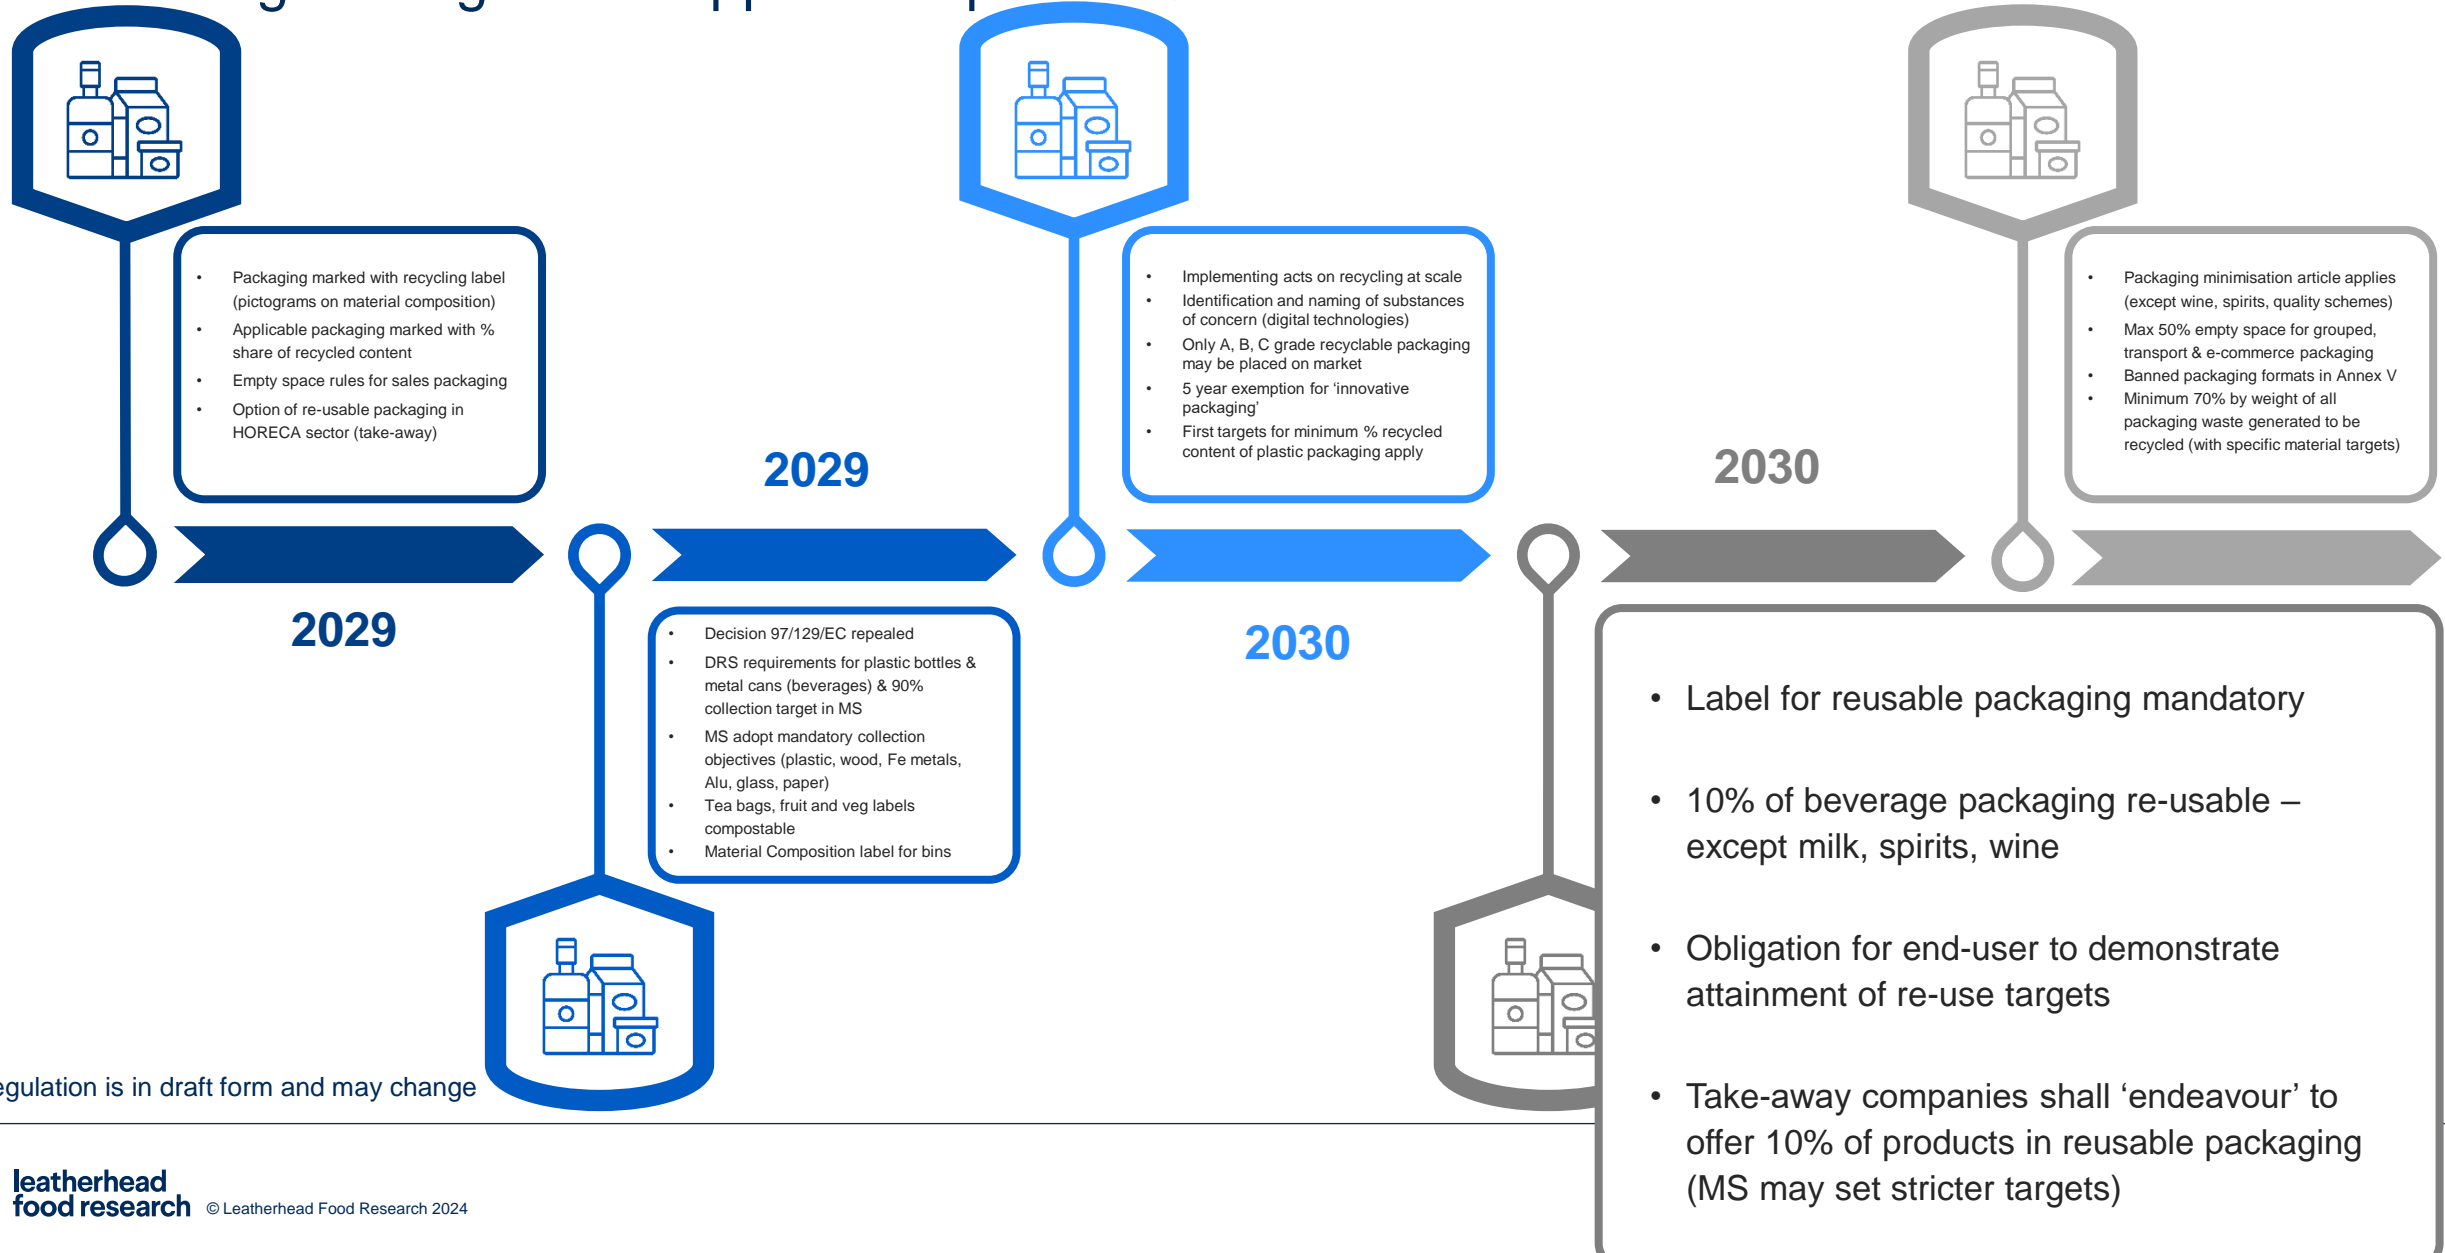 • Packaging marked with recycling label
(pictograms on material composition)
• Applicable packaging marked with %
share of recycled content
• Empty space rules for sales packaging
• Option of re-usable packaging in
HORECA sector (take-away)
2029
• Decision 97/129/EC repealed
• DRS requirements for plastic bottles &
metal cans (beverages) & 90%
collection target in MS
• MS adopt mandatory collection
objectives (plastic, wood, Fe metals,
Alu, glass, paper)
• Tea bags, fruit and veg labels
compostable
• Material Composition label for bins
2029
• Implementing acts on recycling at scale
• Identification and naming of substances
of concern (digital technologies)
• Only A, B, C grade recyclable packaging
may be placed on market
• 5 year exemption for ‘innovative
packaging’
• First targets for minimum % recycled
content of plastic packaging apply
2030
• Label for reusable packaging mandatory
• 10% of beverage packaging re-usable –
except milk, spirits, wine
• Obligation for end-user to demonstrate
attainment of re-use targets
• Take-away companies shall ‘endeavour’ to
offer 10% of products in reusable packaging
(MS may set stricter targets)
2030
• Packaging minimisation article applies
(except wine, spirits, quality schemes)
• Max 50% empty space for grouped,
transport & e-commerce packaging
• Banned packaging formats in Annex V
• Minimum 70% by weight of all
packaging waste generated to be
recycled (with specific material targets)
egulation is in draft form and may change
leatherhead
food research
© Leatherhead Food Research 2024